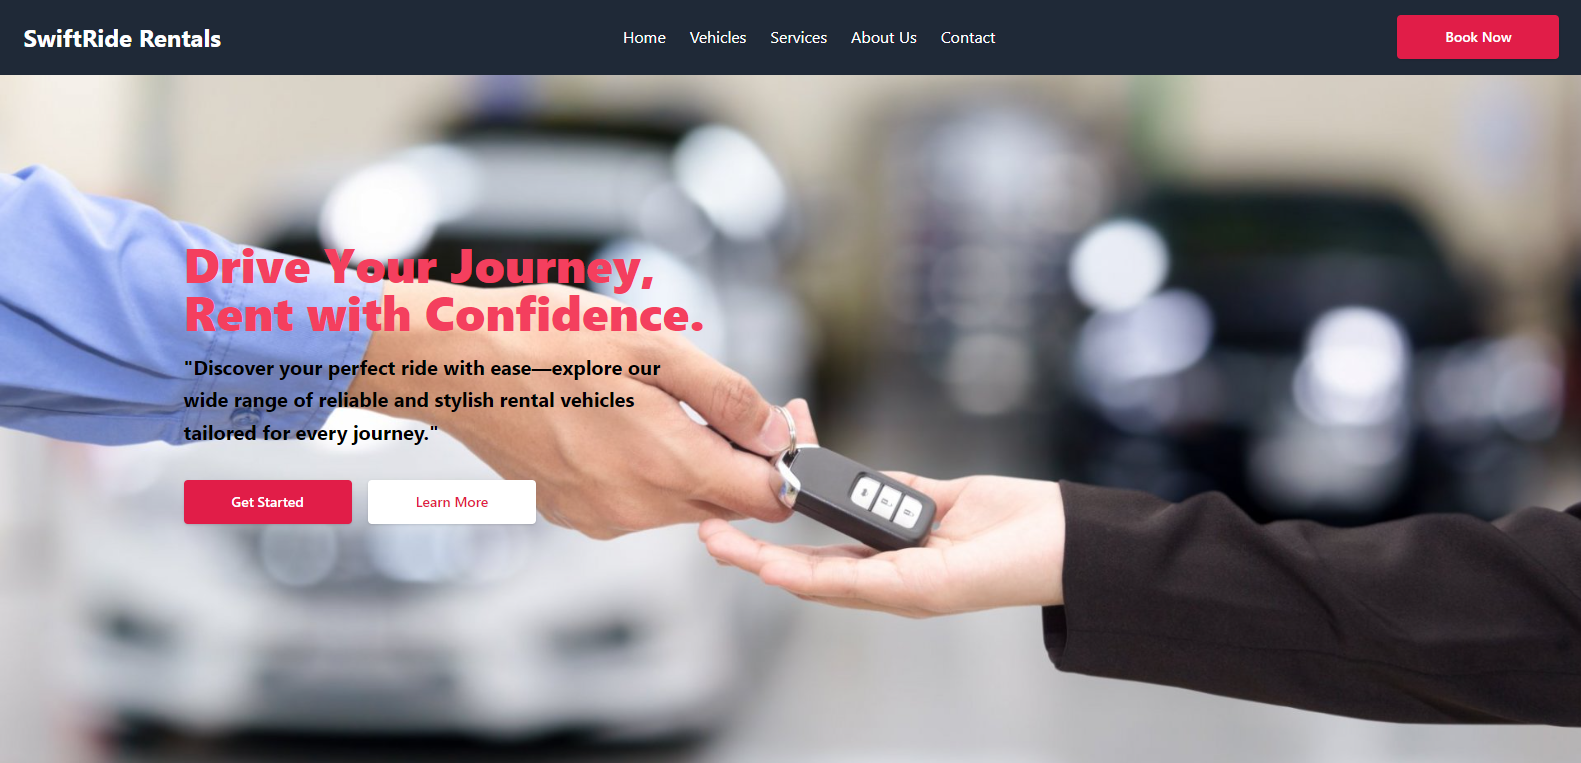 SwiftRide Rentals
Home
Vehicles
Services
About Us
Contact
Book Now
Drive Your Journey,
Rent with Confidence.
"Discover your perfect ride with ease—explore our
wide range of reliable and stylish rental vehicles
tailored for every journey."
Get Started
Learn More